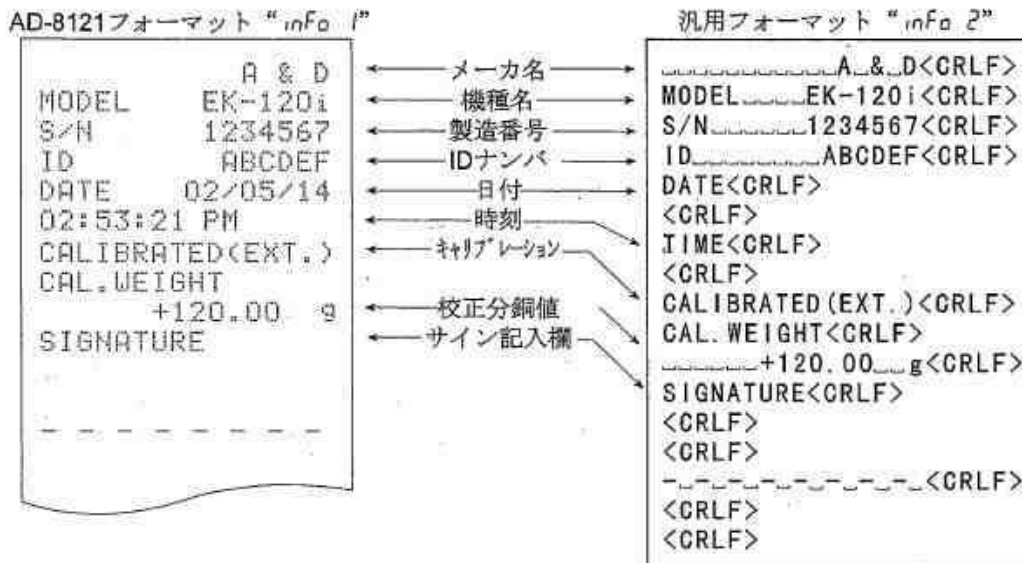 AD-8121フォーマット “inFo 1”
A & D
MODEL EK-120i
S/N 1234567
ID ABCDEF
DATE 02/05/14
02:53:21 PM
CALIBRATED(EXT.)
CAL.WEIGHT
+120.00 g
SIGNATURE
- - - - - - - - - -
メーカ名
機種名
製造番号
IDナンバ
日付
時刻
キャリブレーション
校正分銅値
サイン記入欄
汎用フォーマット “inFo 2”
␣␣␣␣␣␣␣␣␣␣␣A␣&␣D<CRLF>
MODEL␣␣␣␣EK-120i<CRLF>
S/N␣␣␣␣␣␣1234567<CRLF>
ID␣␣␣␣␣␣␣␣ABCDEF<CRLF>
DATE<CRLF>
<CRLF>
TIME<CRLF>
<CRLF>
CALIBRATED(EXT.)<CRLF>
CAL.WEIGHT<CRLF>
␣␣␣␣␣␣+120.00␣␣g<CRLF>
SIGNATURE<CRLF>
<CRLF>
<CRLF>
-␣-␣-␣-␣-␣-␣-␣-␣<CRLF>
<CRLF>
<CRLF>